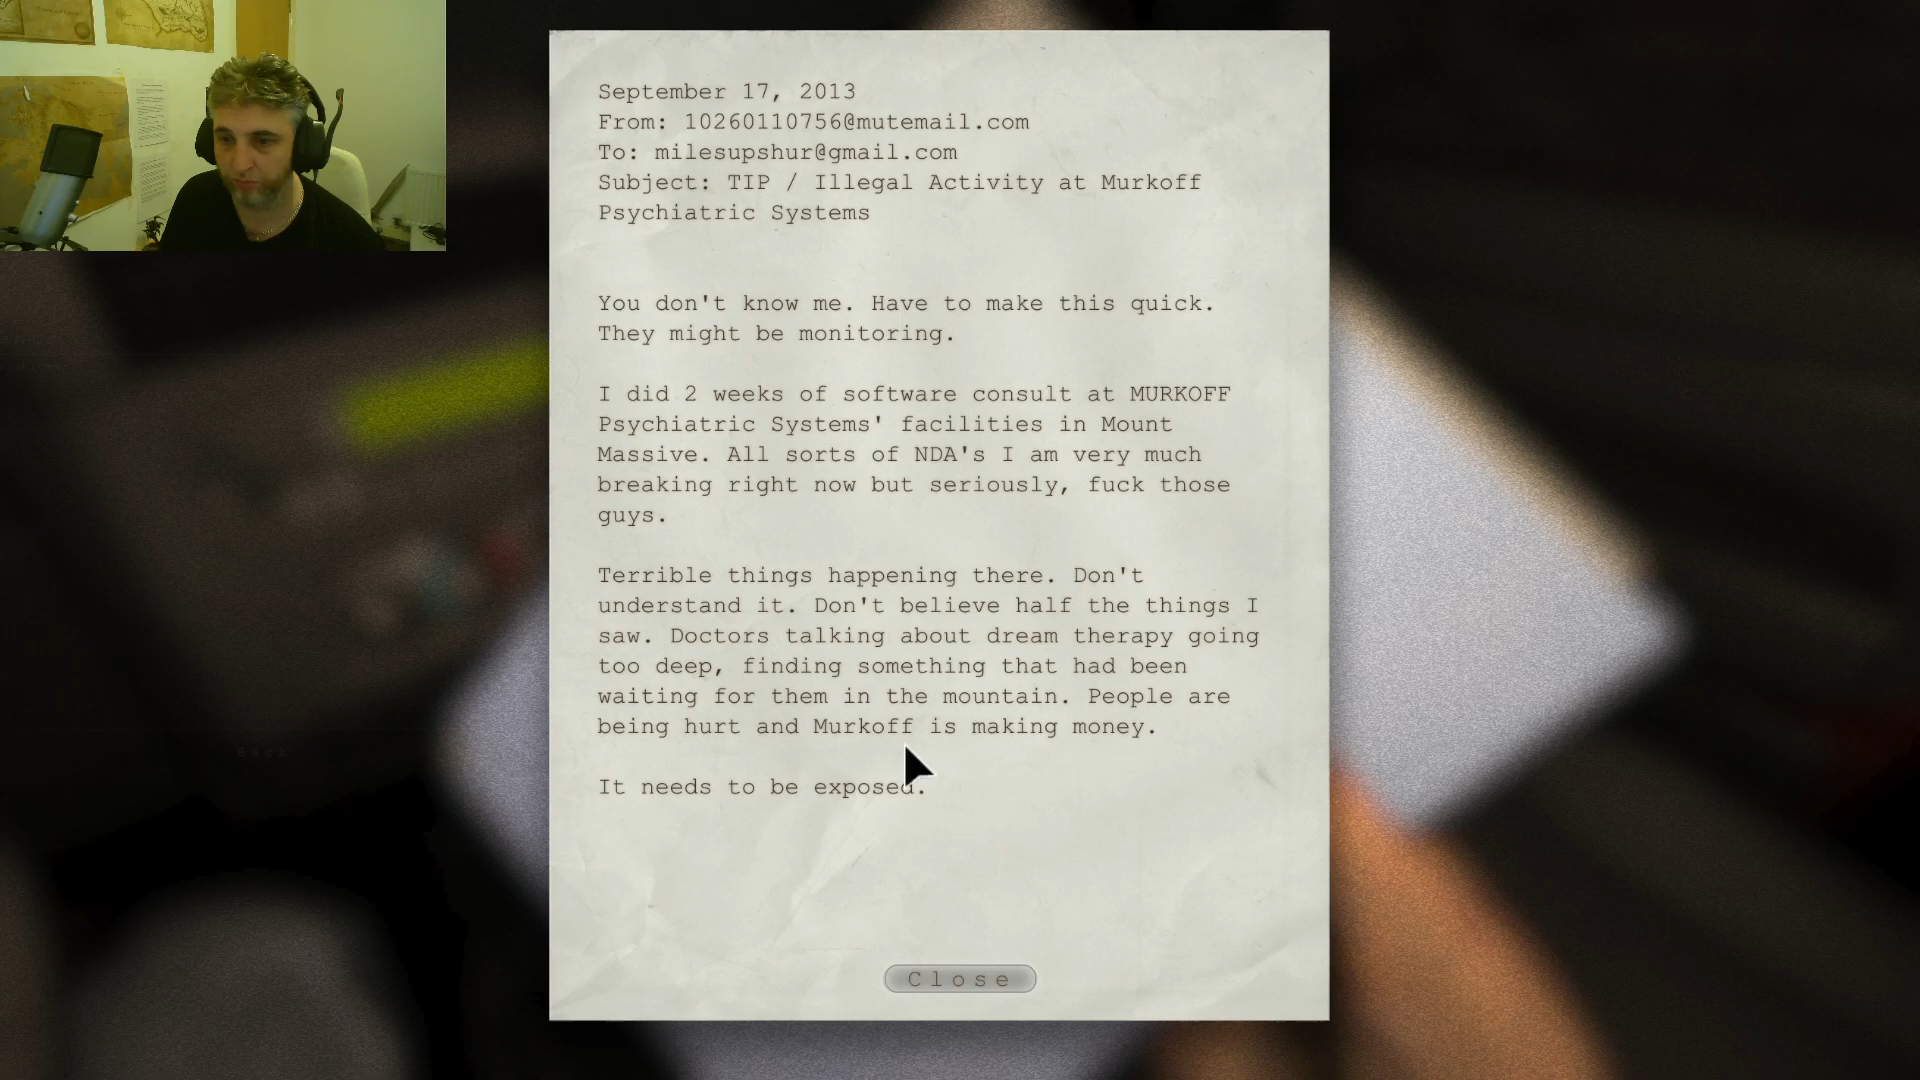 September 17, 2013
From: 10260110756@mutemail.com
To: milesupshur@gmail.com
Subject: TIP / Illegal Activity at Murkoff
Psychiatric Systems
You don't know me. Have to make this quick.
They might be monitoring.
I did 2 weeks of software consult at MURKOFF
Psychiatric Systems' facilities in Mount
Massive. All sorts of NDA's I am very much
breaking right now but seriously, fuck those
guys.
Terrible things happening there. Don't
understand it. Don't believe half the things I
saw. Doctors talking about dream therapy going
too deep, finding something that had been
waiting for them in the mountain. People are
being hurt and Murkoff is making money.
It needs to be exposed.
Back
Close